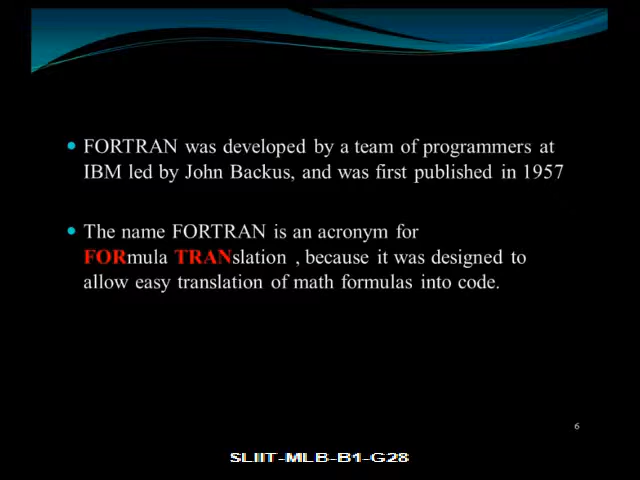 FORTRAN was developed by a team of programmers at
IBM led by John Backus, and was first published in 1957
The name FORTRAN is an acronym for
FORmula TRANslation , because it was designed to
allow easy translation of math formulas into code.
6
SLIIT-MLB-B1-G28